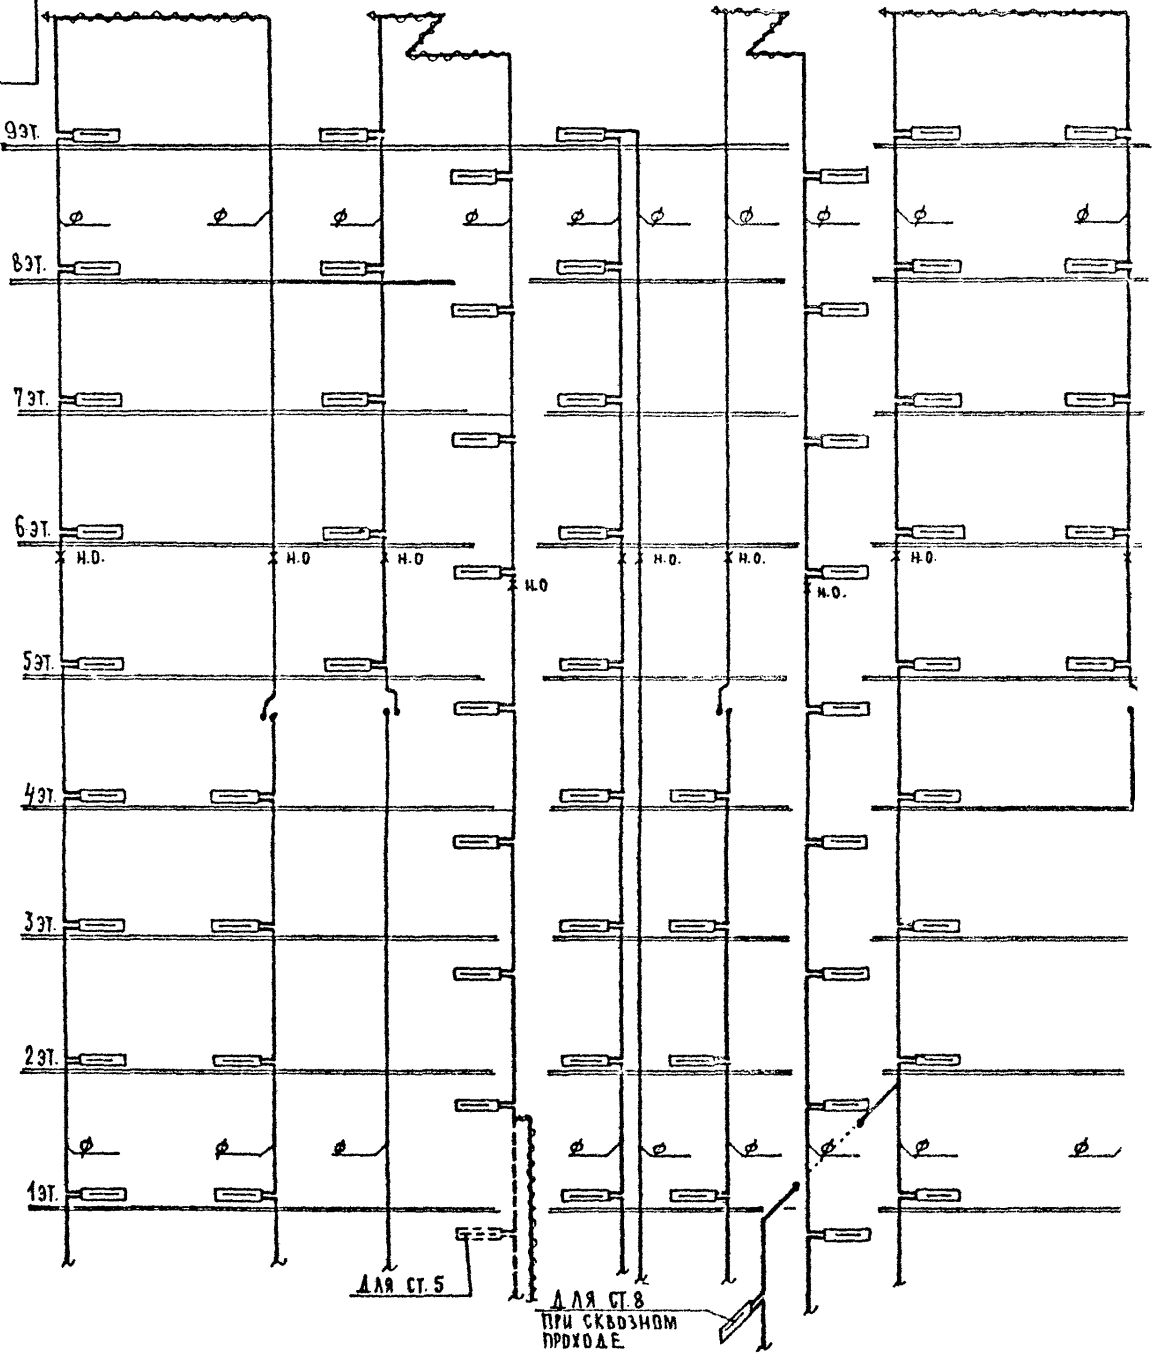 9эт.
ϕ ϕ ϕ ϕ ϕ ϕ ϕ ϕ ϕ ϕ
8эт.
7эт.
6эт.
н.о. н.о н.о н.о. н.о. н.о.
н.о н.о.
5эт.
4эт.
3эт.
2эт.
ϕ ϕ ϕ ϕ ϕ ϕ ϕ ϕ ϕ
1эт.
Для ст. 5
Для ст. 8
при сквозном
проходе